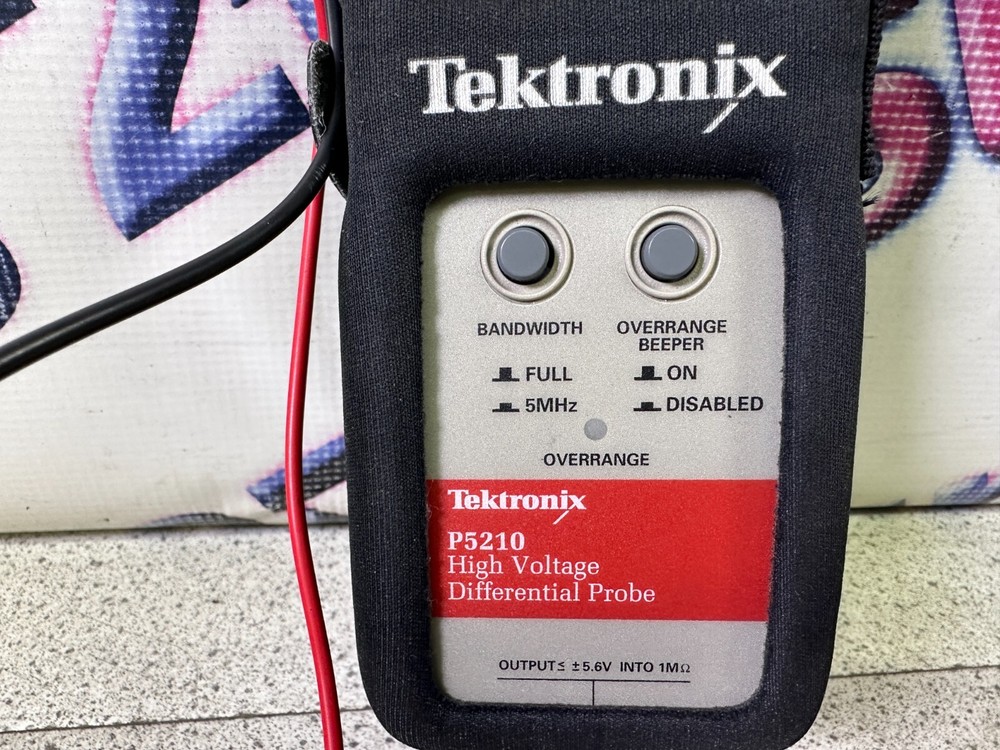 Tektronix
BANDWIDTH
FULL
5MHz
OVERRANGE
BEEPER
ON
DISABLED
OVERRANGE
Tektronix
P5210
High Voltage
Differential Probe
OUTPUT≤ ±5.6V INTO 1MΩ